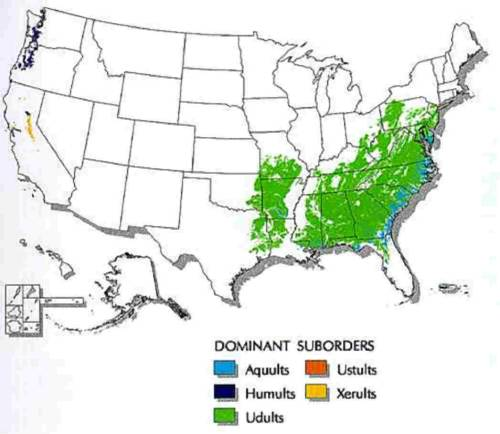 DOMINANT SUBORDERS
Aquults
Ustults
Humults
Xerults
Udults